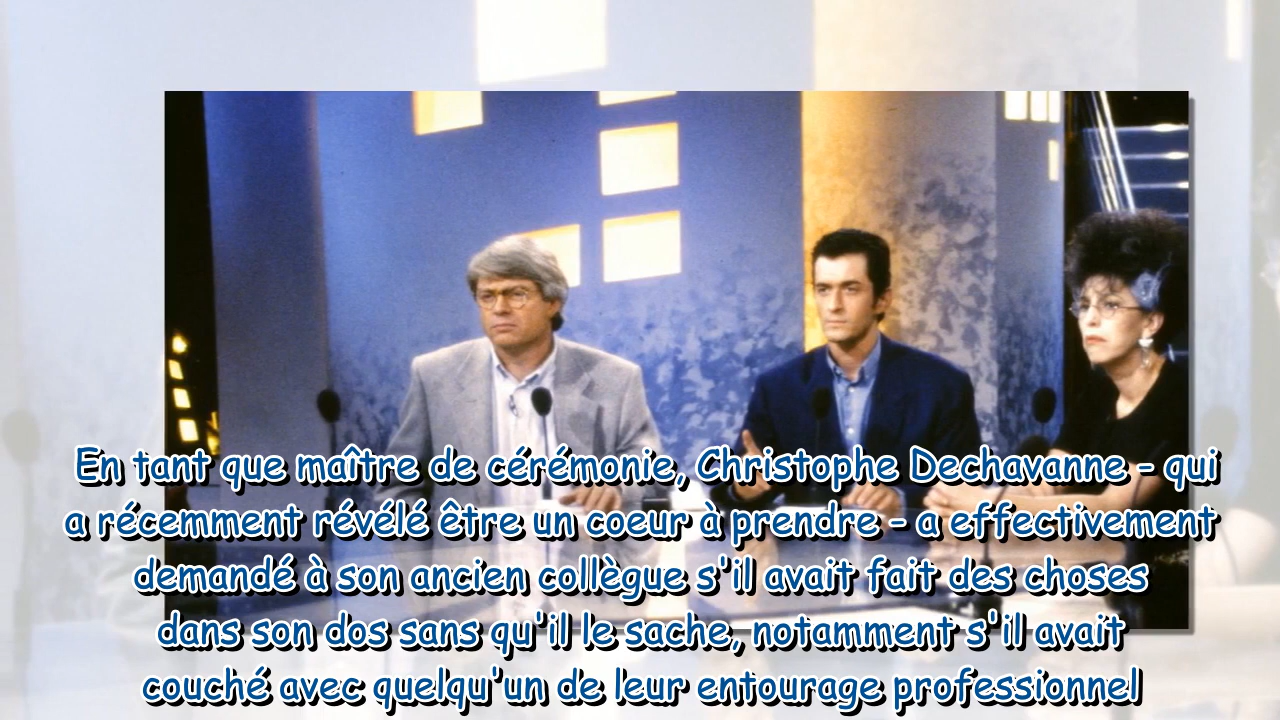 En tant que maître de cérémonie, Christophe Dechavanne - qui
a récemment révélé être un coeur à prendre - a effectivement
demandé à son ancien collègue s'il avait fait des choses
dans son dos sans qu'il le sache, notamment s'il avait
couché avec quelqu'un de leur entourage professionnel